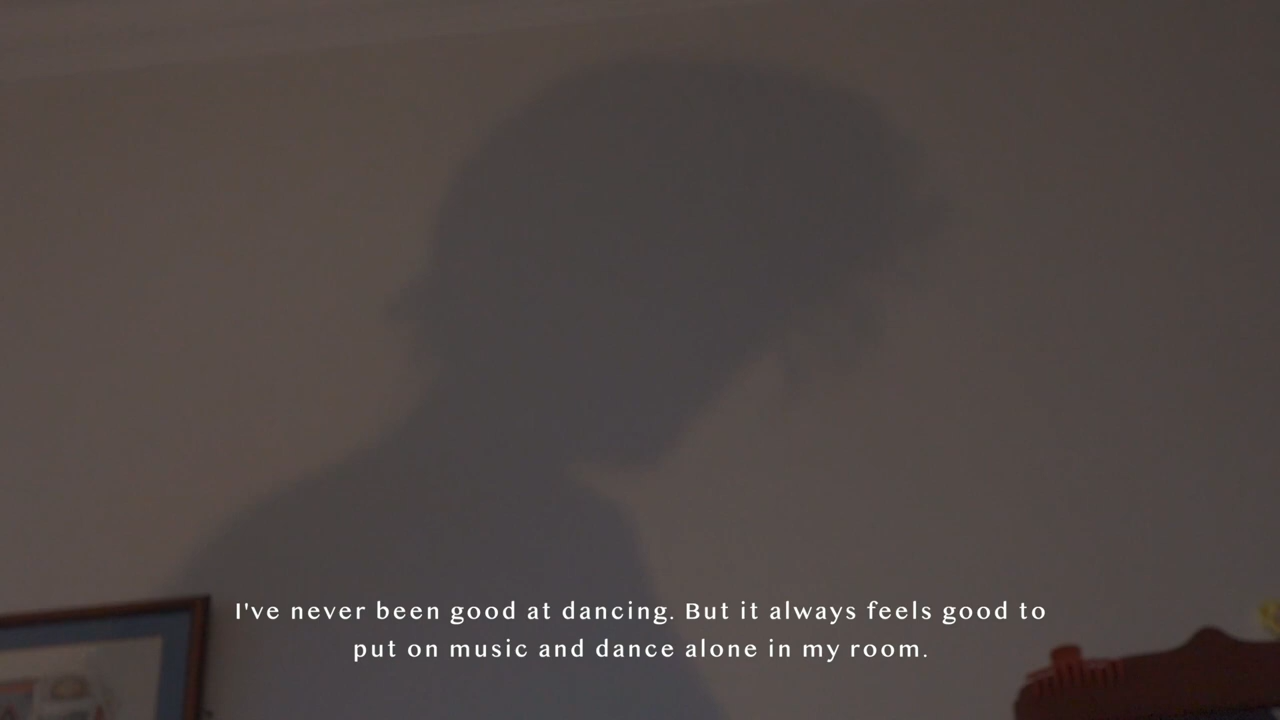 I've never been good at dancing. But it always feels good to
put on music and dance alone in my room.